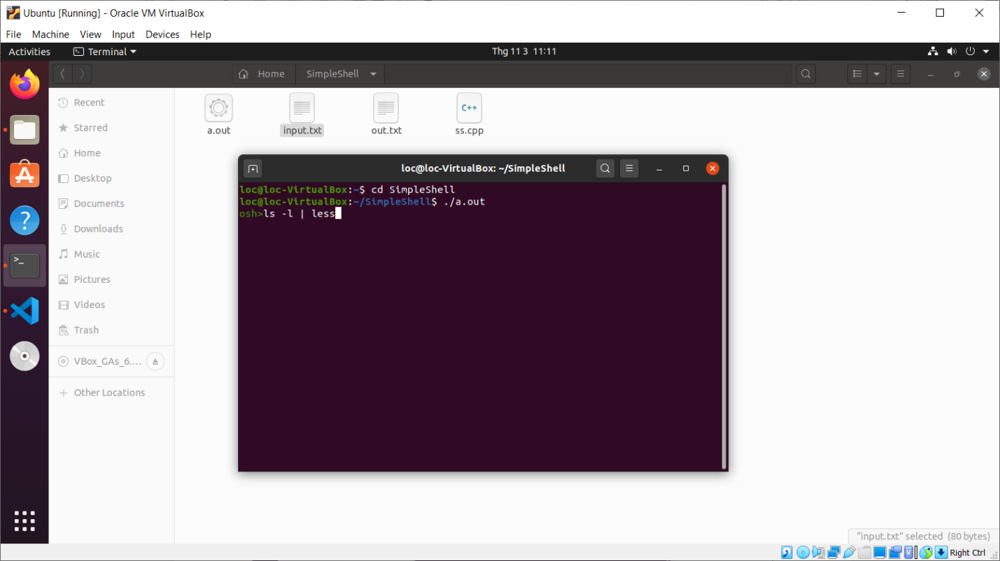 Ubuntu [Running] - Oracle VM VirtualBox
File Machine View Input Devices Help
Activities Terminal Thg 11 3 11:11
Home SimpleShell
Recent
Starred
Home
Desktop
Documents
Downloads
Music
Pictures
Videos
Trash
VBox_GAs_6....
Other Locations
a.out input.txt out.txt ss.cpp
C++
loc@loc-VirtualBox: ~/SimpleShell
loc@loc-VirtualBox:~$ cd SimpleShell
loc@loc-VirtualBox:~/SimpleShell$ ./a.out
osh>ls -l | less
"input.txt" selected (80 bytes)
Right Ctrl